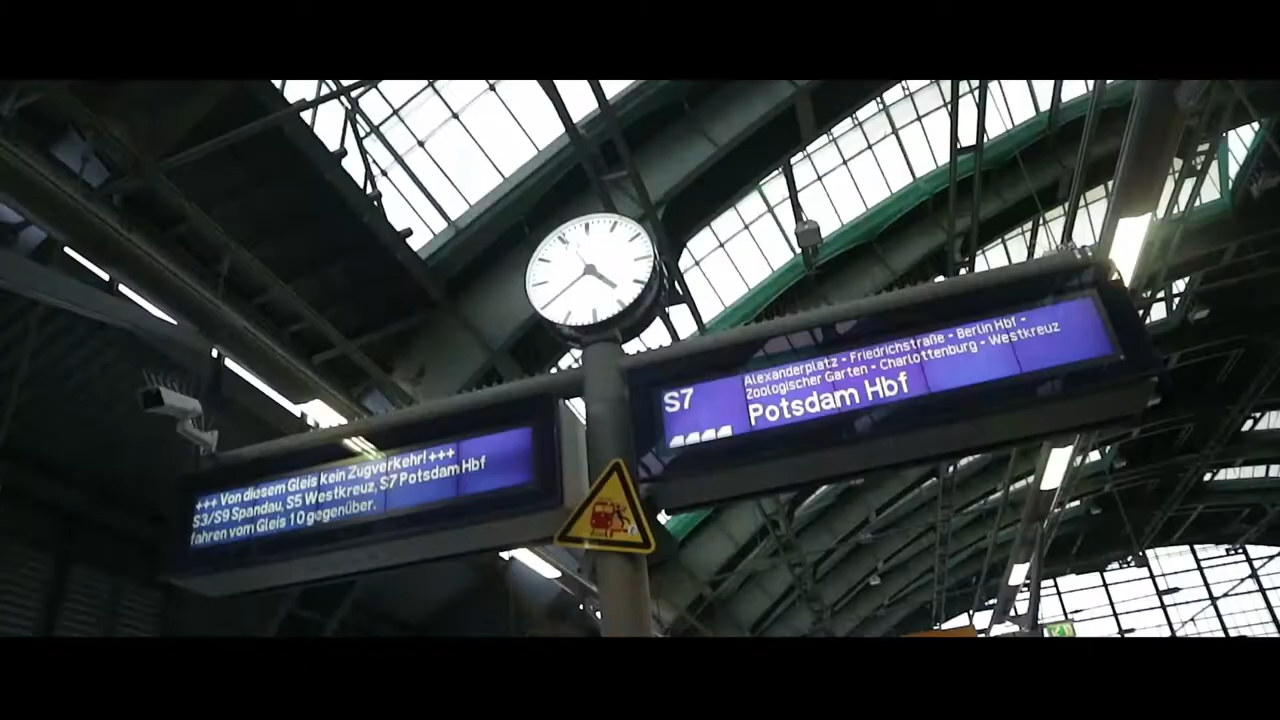 +++ Von diesem Gleis kein Zugverkehr! +++
S3/S9 Spandau, S5 Westkreuz, S7 Potsdam Hbf
fahren vom Gleis 10 gegenüber.
S7
Alexanderplatz - Friedrichstraße - Berlin Hbf -
Zoologischer Garten - Charlottenburg - Westkreuz
Potsdam Hbf